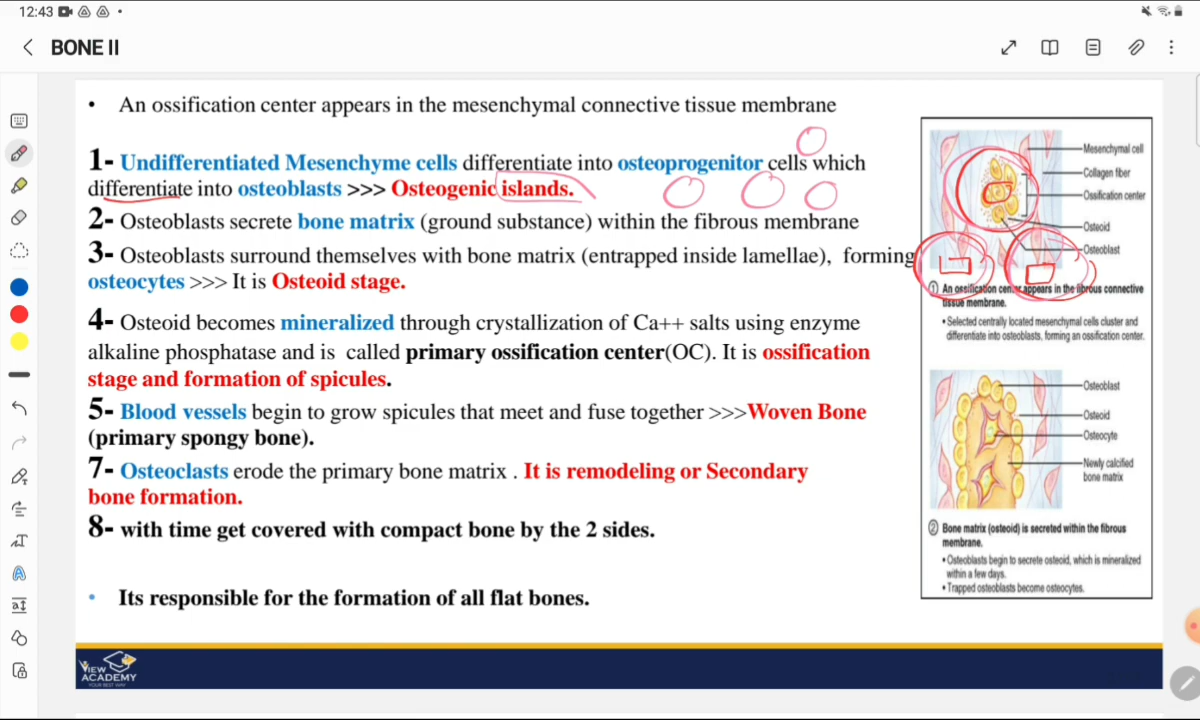 12:43
BONE II
• An ossification center appears in the mesenchymal connective tissue membrane
1- Undifferentiated Mesenchyme cells differentiate into osteoprogenitor cells which
differentiate into osteoblasts >>> Osteogenic islands.
2- Osteoblasts secrete bone matrix (ground substance) within the fibrous membrane
3- Osteoblasts surround themselves with bone matrix (entrapped inside lamellae), forming
osteocytes >>> It is Osteoid stage.
4- Osteoid becomes mineralized through crystallization of Ca++ salts using enzyme
alkaline phosphatase and is called primary ossification center(OC). It is ossification
stage and formation of spicules.
5- Blood vessels begin to grow spicules that meet and fuse together >>>Woven Bone
(primary spongy bone).
7- Osteoclasts erode the primary bone matrix . It is remodeling or Secondary
bone formation.
8- with time get covered with compact bone by the 2 sides.
• Its responsible for the formation of all flat bones.
Mesenchymal cell
Collagen fiber
Ossification center
Osteoid
Osteoblast
① An ossification center appears in the fibrous connective
tissue membrane.
• Selected centrally located mesenchymal cells cluster and
differentiate into osteoblasts, forming an ossification center.
Osteoblast
Osteoid
Osteocyte
Newly calcified
bone matrix
② Bone matrix (osteoid) is secreted within the fibrous
membrane.
• Osteoblasts begin to secrete osteoid, which is mineralized
within a few days.
• Trapped osteoblasts become osteocytes.
VIEW
ACADEMY
YOUR BEST WAY